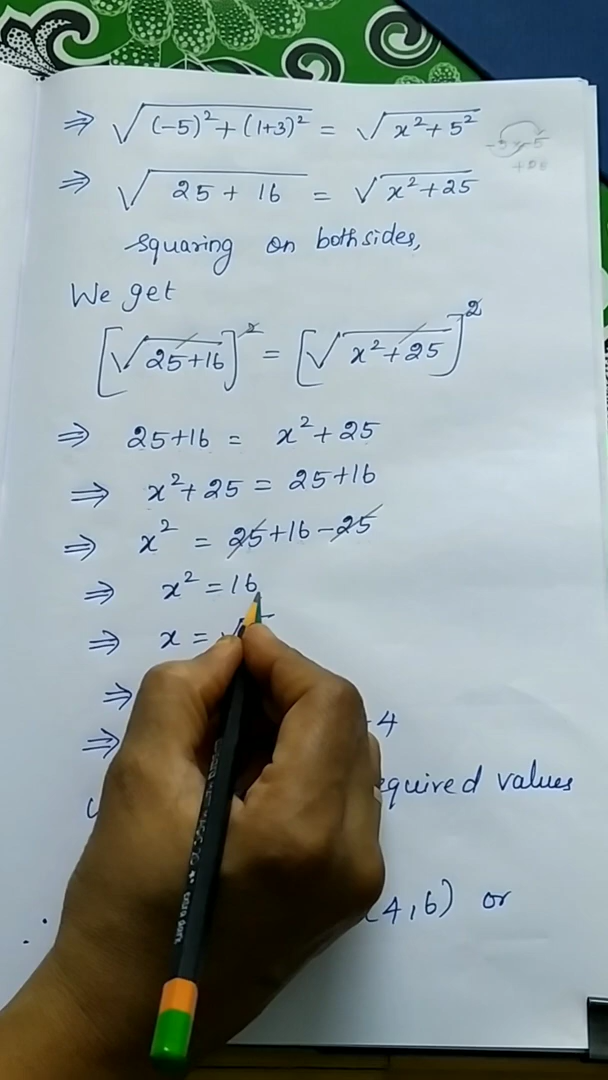 ⇒ √((-5)² + (1+3)²) = √(x² + 5²)
⇒ √(25 + 16) = √(x² + 25)
squaring on both sides,
We get
[√(25+16)]² = [√(x²+25)]²
⇒ 25+16 = x²+25
⇒ x²+25 = 25+16
⇒ x² = 25+16-25
⇒ x² = 16
⇒ x =
⇒
⇒ 4
values
∴ (4,6) or